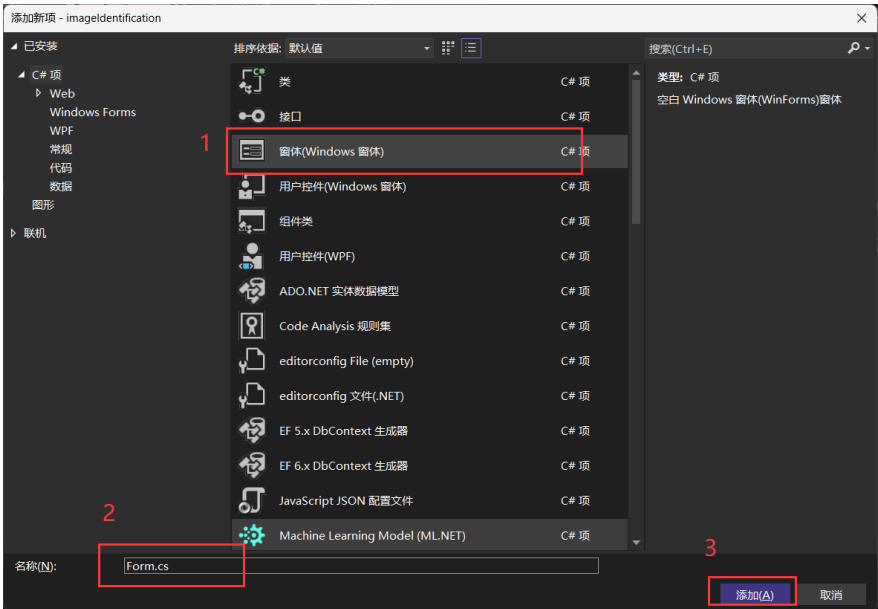 添加新项 - imageIdentification
已安装
排序依据: 默认值
搜索(Ctrl+E)
C# 项
Web
Windows Forms
WPF
常规
代码
数据
图形
联机
类 C# 项
接口 C# 项
1
窗体(Windows 窗体) C# 项
用户控件(Windows 窗体) C# 项
组件类 C# 项
用户控件(WPF) C# 项
ADO.NET 实体数据模型 C# 项
Code Analysis 规则集 C# 项
editorconfig File (empty) C# 项
editorconfig 文件(.NET) C# 项
EF 5.x DbContext 生成器 C# 项
EF 6.x DbContext 生成器 C# 项
JavaScript JSON 配置文件 C# 项
Machine Learning Model (ML.NET) C# 项
类型: C# 项
空白 Windows 窗体(WinForms)窗体
2
名称(N): Form.cs
3
添加(A) 取消